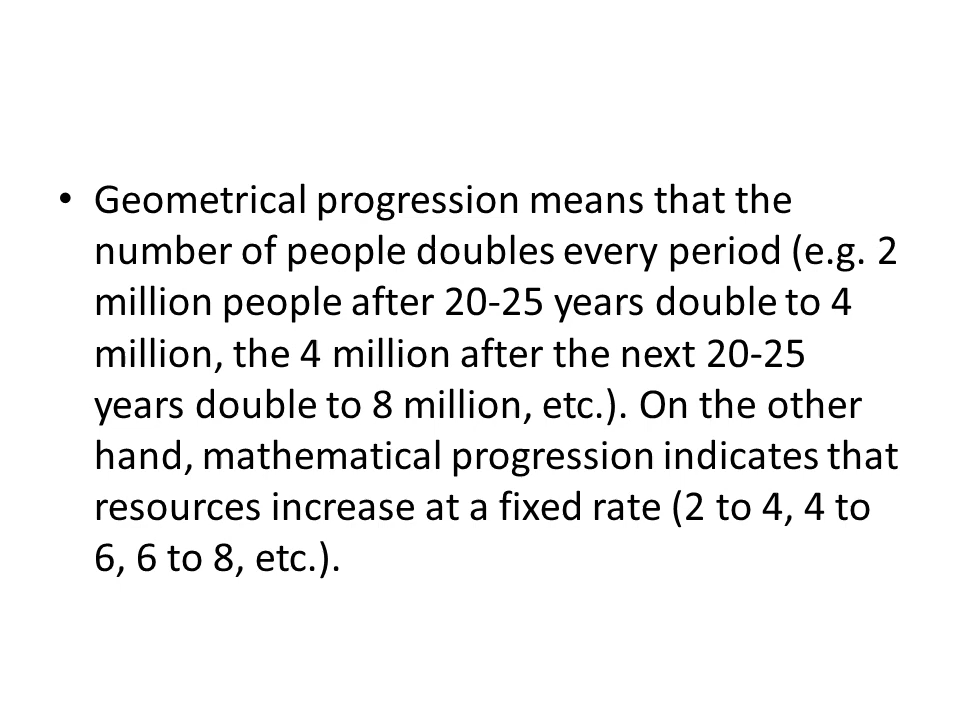 • Geometrical progression means that the
number of people doubles every period (e.g. 2
million people after 20-25 years double to 4
million, the 4 million after the next 20-25
years double to 8 million, etc.). On the other
hand, mathematical progression indicates that
resources increase at a fixed rate (2 to 4, 4 to
6, 6 to 8, etc.).